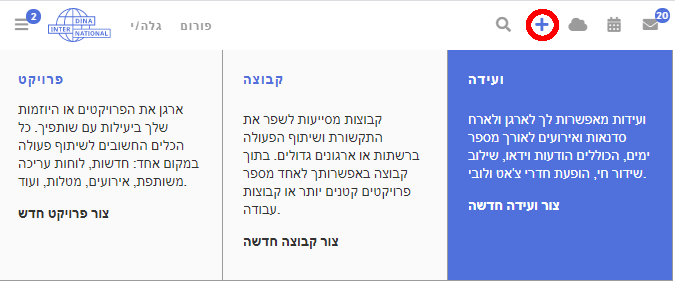 2
DINA
INTER NATIONAL
גלה/י
פורום
20
ועידה
ועידות מאפשרות לך לארגן ולארח
סדנאות ואירועים לאורך מספר
ימים, הכוללים הודעות וידאו, שילוב
שידור חי, הופעת חדרי צ'אט ולובי.
צור ועידה חדשה
קבוצה
קבוצות מסייעות לשפר את
התקשורת ושיתוף הפעולה
ברשתות או ארגונים גדולים. בתוך
קבוצה באפשרותך לאחד מספר
פרויקטים קטנים יותר או קבוצות
עבודה.
צור קבוצה חדשה
פרויקט
ארגן את הפרויקטים או היוזמות
שלך ביעילות עם שותפיך. כל
הכלים החשובים לשיתוף פעולה
במקום אחד: חדשות, לוחות עריכה
משותפת, אירועים, מטלות, ועוד.
צור פרויקט חדש